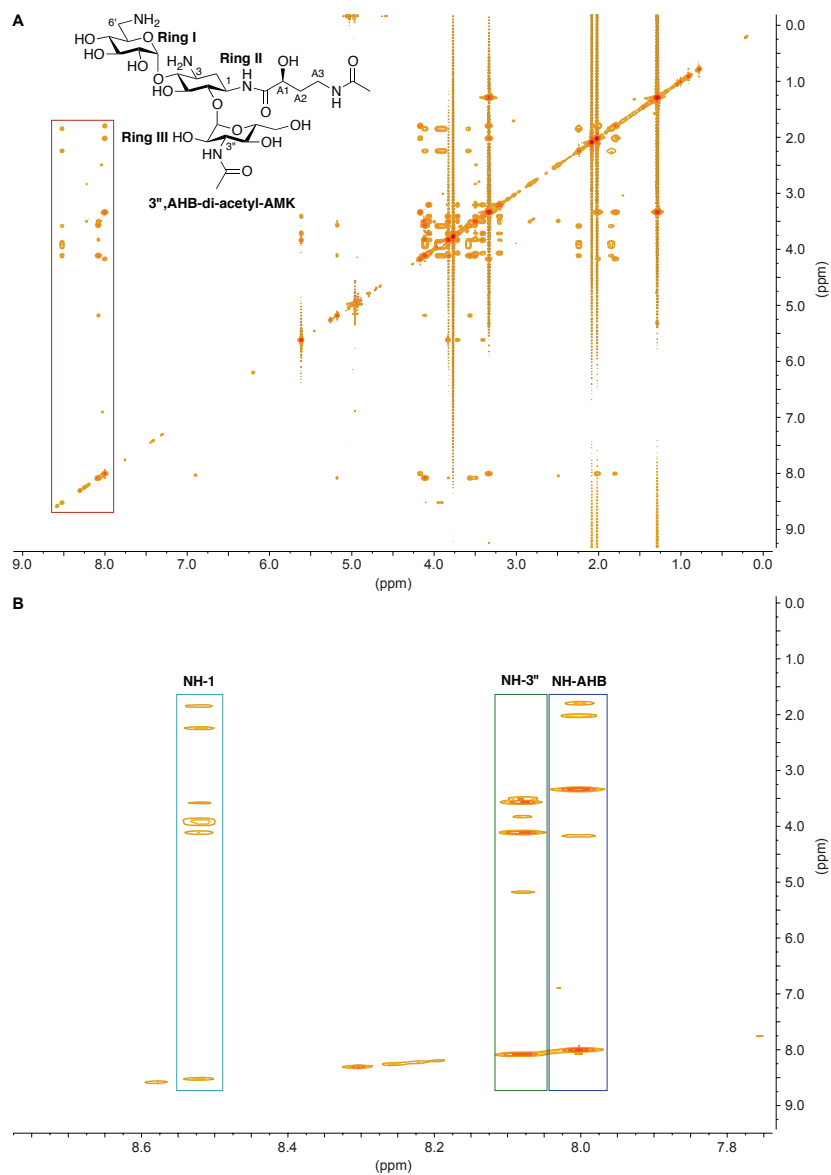 A
6'
NH2
Ring I
HO
HO
HO
O
O
H2N
3
1
Ring II
OH
O
A3
N
H
A1
A2
O
N
H
HO
O
O
Ring III
HO
O
OH
OH
3"
HN
O
3",AHB-di-acetyl-AMK
0.0
1.0
2.0
3.0
4.0
5.0
6.0
7.0
8.0
9.0
(ppm)
9.0 8.0 7.0 6.0 5.0 4.0 3.0 2.0 1.0 0.0
(ppm)
B
NH-1
NH-3"
NH-AHB
0.0
1.0
2.0
3.0
4.0
5.0
6.0
7.0
8.0
9.0
(ppm)
8.6 8.4 8.2 8.0 7.8
(ppm)